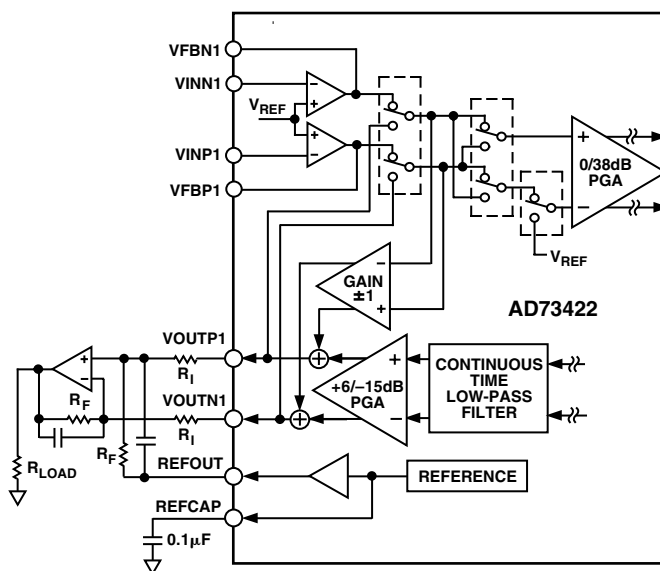 VFBN1
VINN1
VREF
VINP1
VFBP1
+
−
−
+
+
−
0/38dB
PGA
VREF
GAIN
±1
−
+
AD73422
VOUTP1
RI
+
−
RF
VOUTN1
RI
RF
RLOAD
REFOUT
REFCAP
0.1μF
+
−
+6/−15dB
PGA
CONTINUOUS
TIME
LOW-PASS
FILTER
REFERENCE